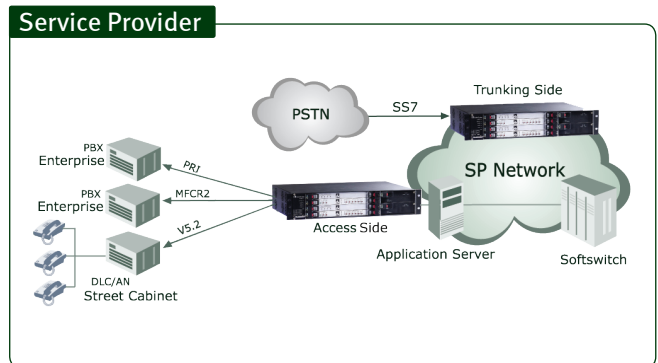 Service Provider
Trunking Side
PSTN
SS7
SP Network
PBX
Enterprise
PRI
PBX
Enterprise
MFCR2
V5.2
Access Side
Application Server
Softswitch
DLC/AN
Street Cabinet